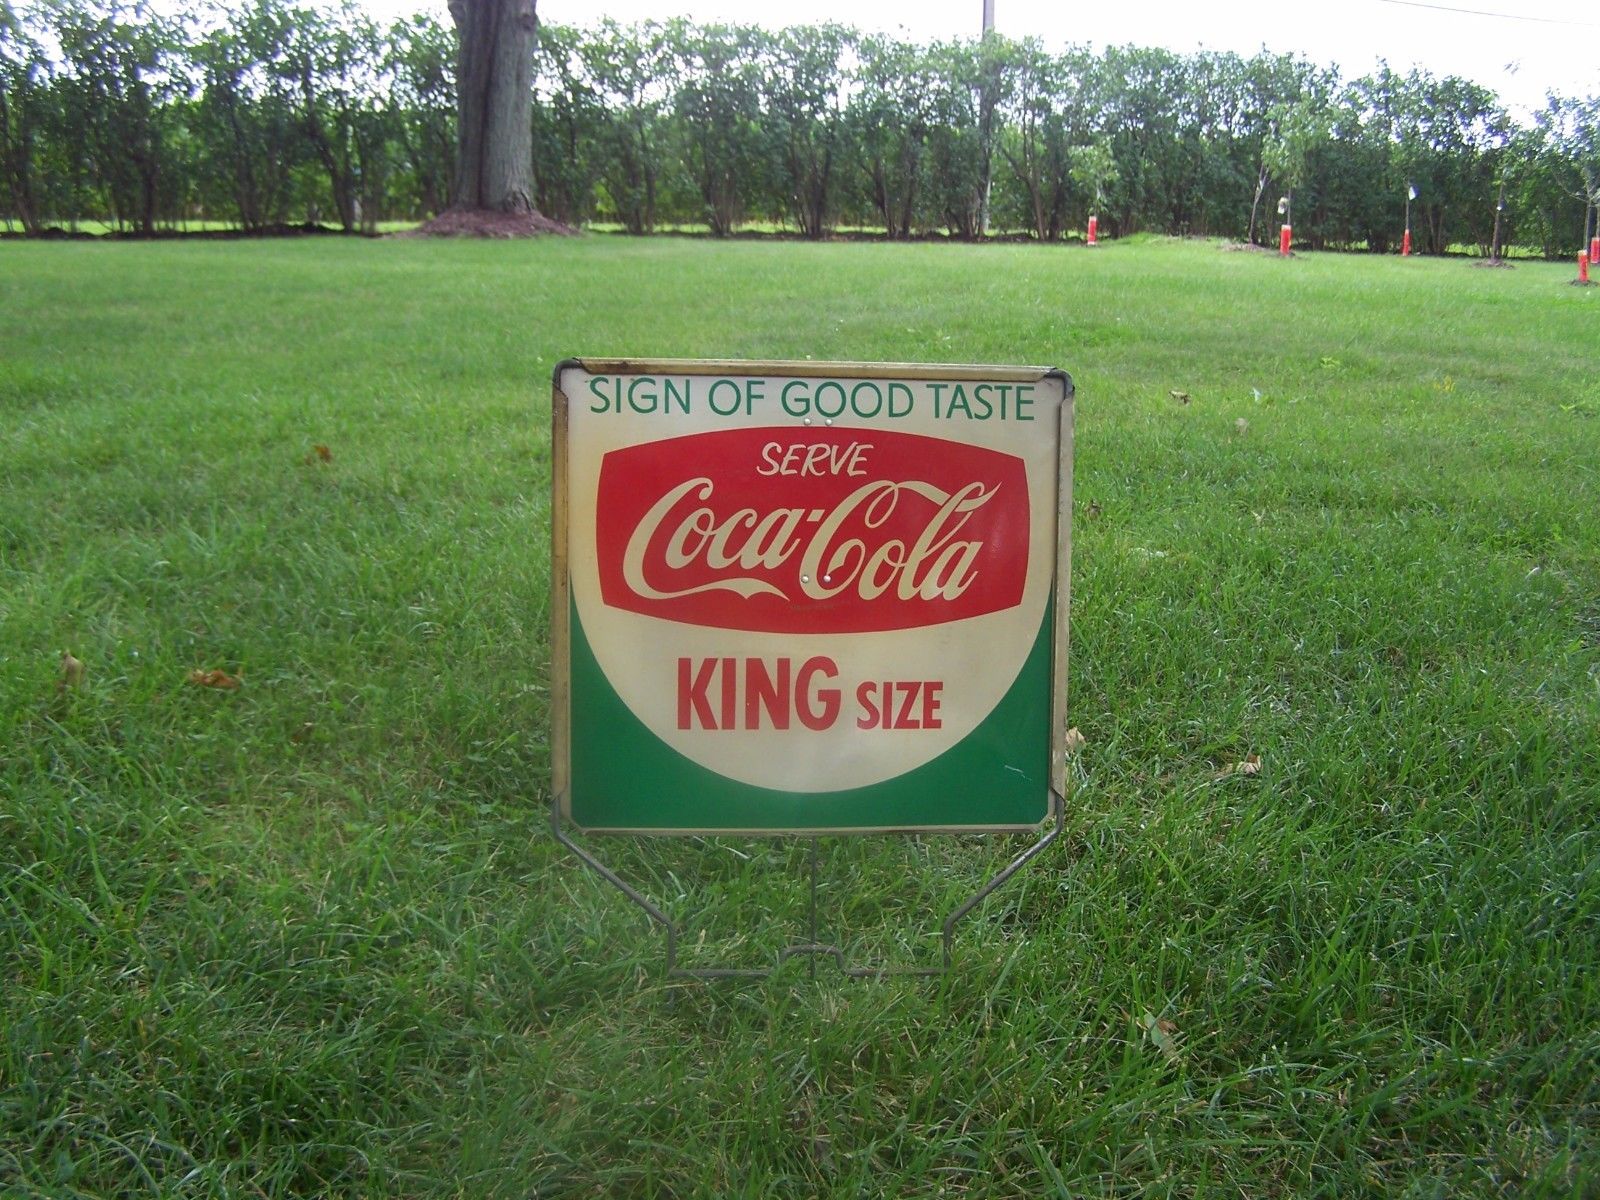 SIGN OF GOOD TASTE
SERVE
Coca-Cola
KING SIZE